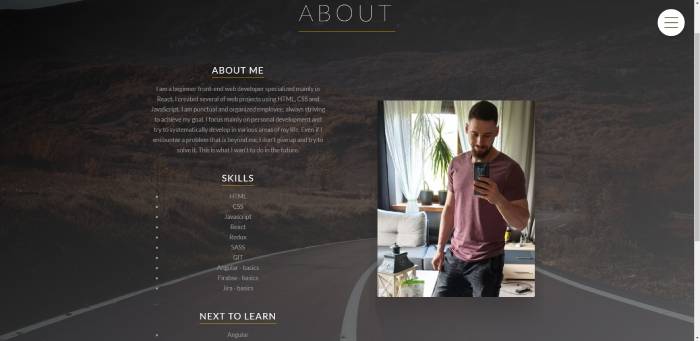 ABOUT
ABOUT ME
I am a beginner front-end web developer specialized mainly in
React. I created several of web projects using HTML, CSS and
JavaScript. I am punctual and organized employee, always striving
to achieve my goal. I focus mainly on personal development and
try to systematically develop in various areas of my life. Even if I
encounter a problem that is beyond me, I don't give up and try to
solve it. This is what I want to do in the future.
SKILLS
HTML
CSS
Javascript
React
Redux
SASS
GIT
Angular - basics
Firebse - basics
Jira - basics
NEXT TO LEARN
Angular